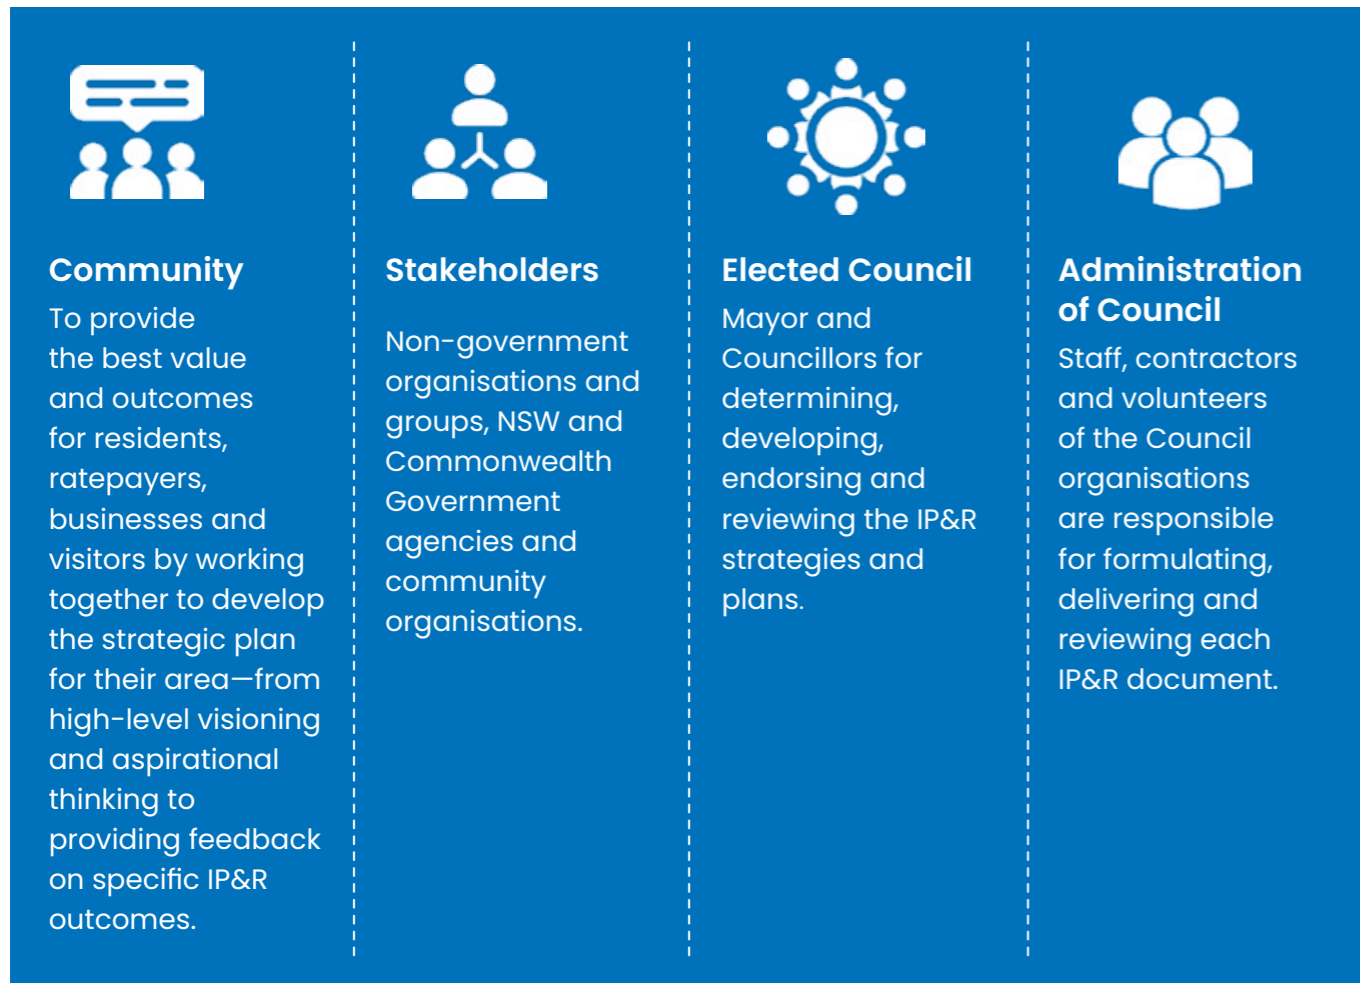 Community
To provide
the best value
and outcomes
for residents,
ratepayers,
businesses and
visitors by working
together to develop
the strategic plan
for their area—from
high-level visioning
and aspirational
thinking to
providing feedback
on specific IP&R
outcomes.
Stakeholders
Non-government
organisations and
groups, NSW and
Commonwealth
Government
agencies and
community
organisations.
Elected Council
Mayor and
Councillors for
determining,
developing,
endorsing and
reviewing the IP&R
strategies and
plans.
Administration
of Council
Staff, contractors
and volunteers
of the Council
organisations
are responsible
for formulating,
delivering and
reviewing each
IP&R document.